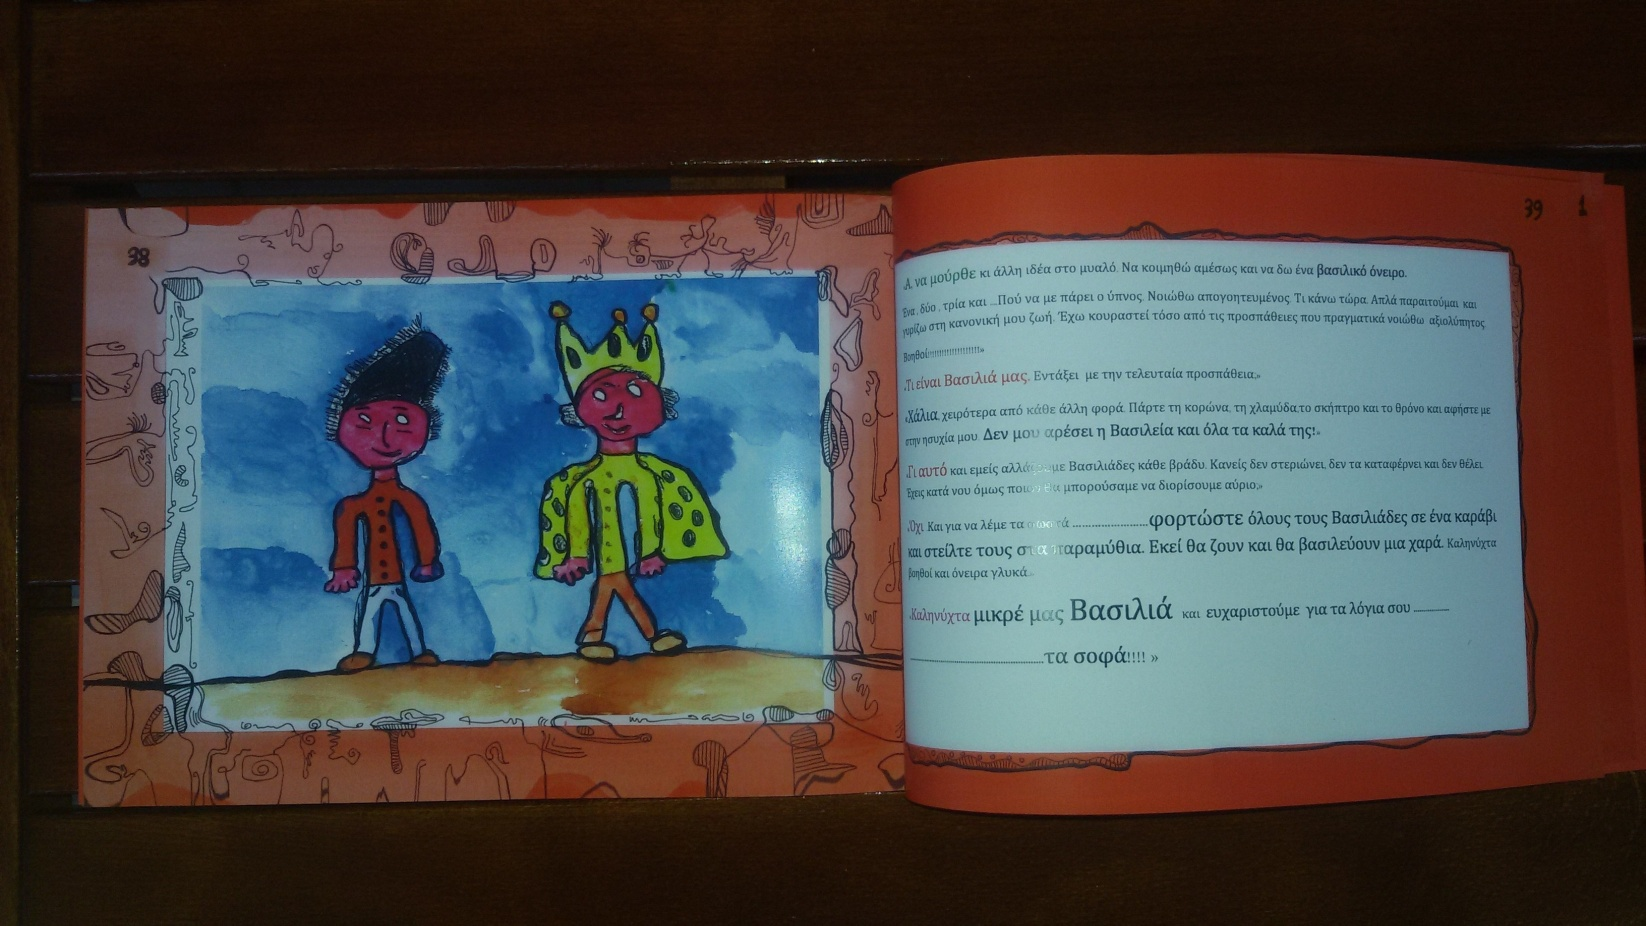 38
39 1
«Α, να μούρθε κι άλλη ιδέα στο μυαλό. Να κοιμηθώ αμέσως και να δω ένα βασιλικό όνειρο.
Ένα, δύο, τρία και ...Πού να με πάρει ο ύπνος. Νοιώθω απογοητευμένος. Τι κάνω τώρα. Απλά παραιτούμαι και
γυρίζω στη κανονική μου ζωή. Έχω κουραστεί τόσο από τις προσπάθειες που πραγματικά νοιώθω αξιολύπητος.
Βοηθοί!!!!!!!!!!!!!!!!!!!!»
«Τι είναι Βασιλιά μας. Εντάξει με την τελευταία προσπάθεια;»
«Χάλια, χειρότερα από κάθε άλλη φορά. Πάρτε τη κορώνα, τη χλαμύδα,το σκήπτρο και το θρόνο και αφήστε με
στην ησυχία μου. Δεν μου αρέσει η Βασιλεία και όλα τα καλά της!»
«Γι αυτό και εμείς Βασιλιάδες κάθε βράδυ. Κανείς δεν στεριώνει, δεν τα καταφέρνει και δεν θέλει.
Έχεις κατά νου όμως ποιον θα μπορούσαμε να διορίσουμε αύριο;»
«Όχι. Και για να λέμε τα σωστά ........................φορτώστε όλους τους Βασιλιάδες σε ένα καράβι
και στείλτε τους στα παραμύθια. Εκεί θα ζουν και θα βασιλεύουν μια χαρά. Καληνύχτα
βοηθοί και όνειρα γλυκά.»
«Καληνύχτα μικρέ μας Βασιλιά και ευχαριστούμε για τα λόγια σου ............
..............................................τα σοφά!!!! »